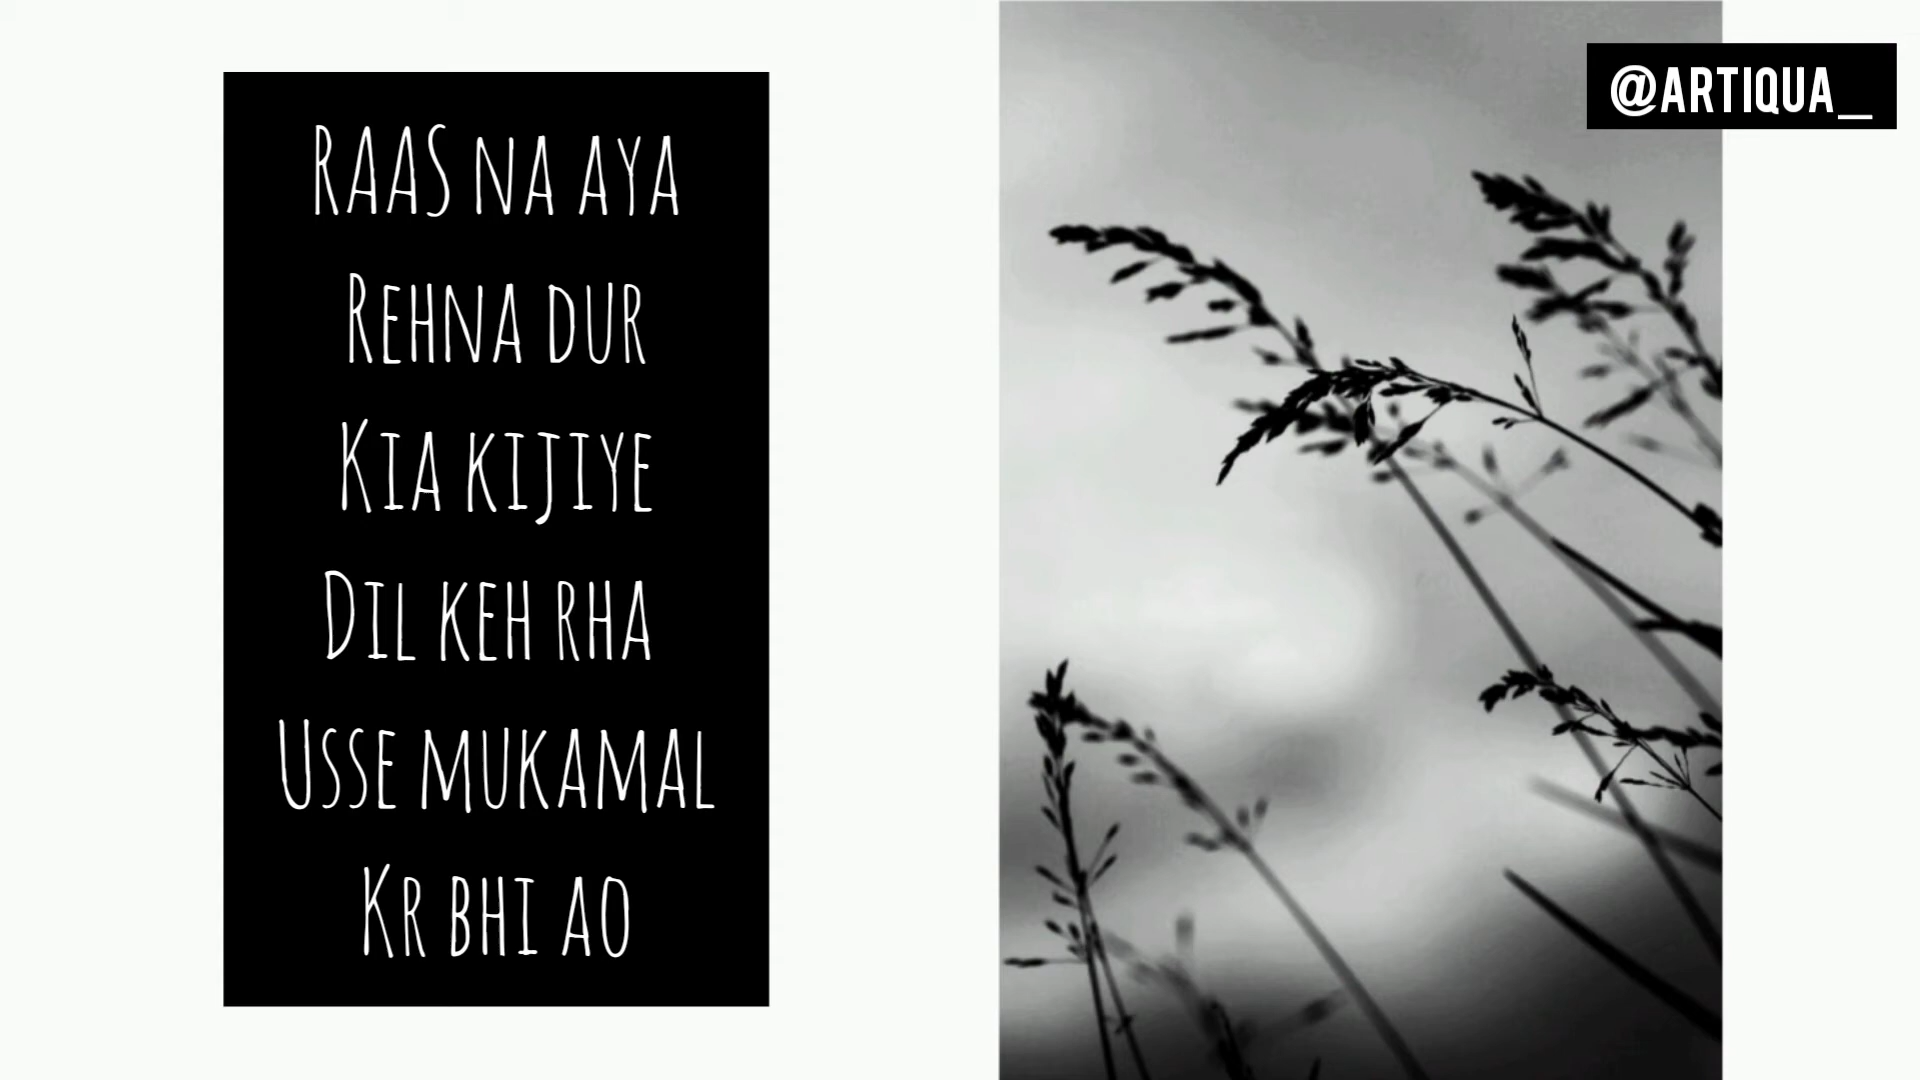 RAAS NA AYA
REHNA DUR
KIA KIJIYE
DIL KEH RHA
USSE MUKAMAL
KR BHI AO
@ARTIQUA_